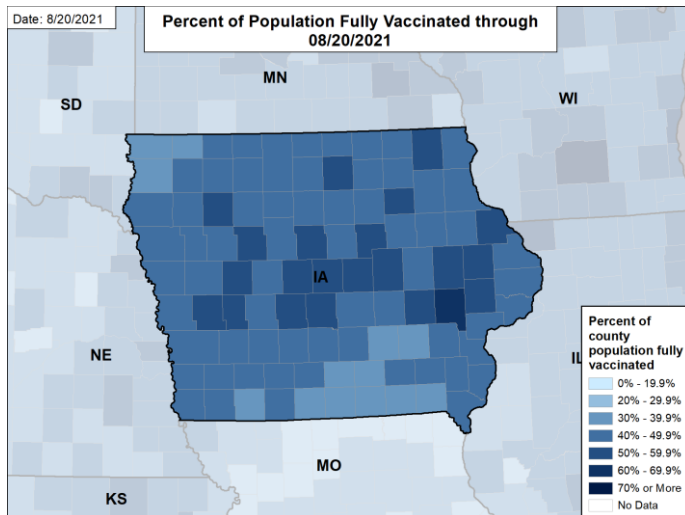 Date: 8/20/2021
Percent of Population Fully Vaccinated through
08/20/2021
MN
SD
WI
IA
NE
IL
MO
KS
Percent of
county
population fully
vaccinated
0% - 19.9%
20% - 29.9%
30% - 39.9%
40% - 49.9%
50% - 59.9%
60% - 69.9%
70% or More
No Data